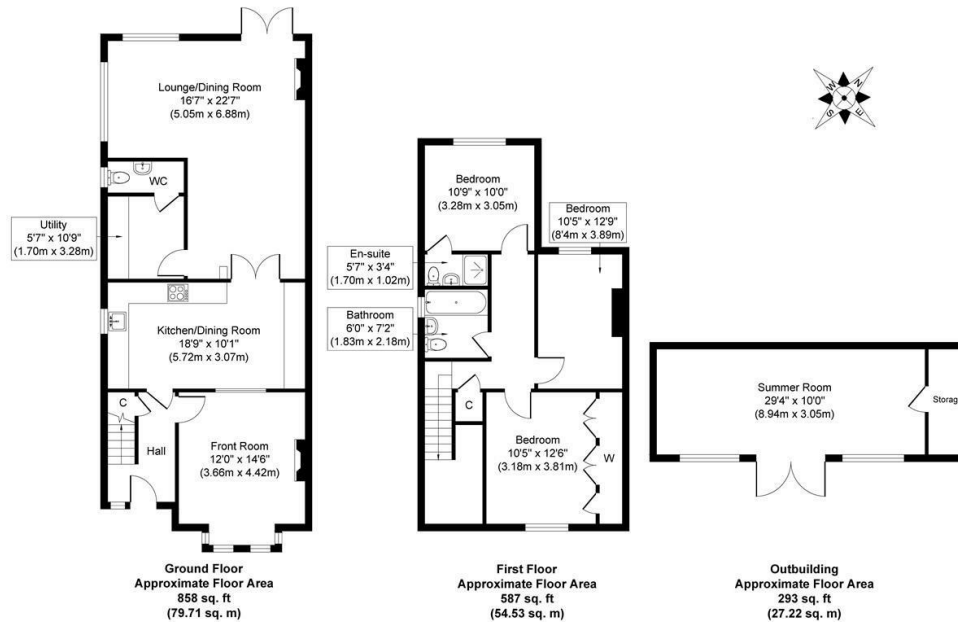 Lounge/Dining Room
16'7" x 22'7"
(5.05m x 6.88m)
WC
Utility
5'7" x 10'9"
(1.70m x 3.28m)
Kitchen/Dining Room
18'9" x 10'1"
(5.72m x 3.07m)
C
Hall
Front Room
12'0" x 14'6"
(3.66m x 4.42m)
Ground Floor
Approximate Floor Area
858 sq. ft
(79.71 sq. m)
Bedroom
10'9" x 10'0"
(3.28m x 3.05m)
Bedroom
10'5" x 12'9"
(8'4m x 3.89m)
En-suite
5'7" x 3'4"
(1.70m x 1.02m)
Bathroom
6'0" x 7'2"
(1.83m x 2.18m)
C
Bedroom
10'5" x 12'6"
(3.18m x 3.81m)
W
First Floor
Approximate Floor Area
587 sq. ft
(54.53 sq. m)
N
E
S
W
Summer Room
29'4" x 10'0"
(8.94m x 3.05m)
Storag
Outbuilding
Approximate Floor Area
293 sq. ft
(27.22 sq. m)